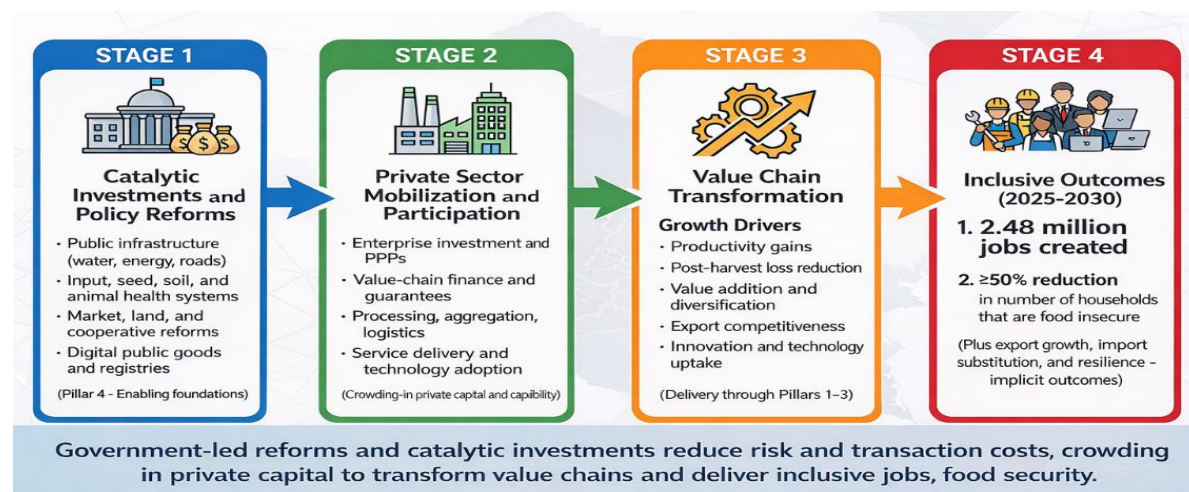 STAGE 1
Catalytic
Investments and
Policy Reforms
· Public infrastructure
(water, energy, roads)
· Input, seed, soil, and
animal health systems
· Market, land, and
cooperative reforms
· Digital public goods
and registries
(Pillar 4 - Enabling foundations)
STAGE 2
Private Sector
Mobilization and
Participation
· Enterprise investment and
PPPs
· Value-chain finance and
guarantees
· Processing, aggregation,
logistics
· Service delivery and
technology adoption
(Crowding-in private capital and capibility)
STAGE 3
Value Chain
Transformation
Growth Drivers
· Productivity gains
· Post-harvest loss reduction
· Value addition and
diversification
· Export competitiveness
· Innovation and technology
uptake
(Delivery through Pillars 1–3)
STAGE 4
Inclusive Outcomes
(2025–2030)
1. 2.48 million
jobs created
2. ≥50% reduction
in number of households
that are food insecure
(Plus export growth, import
substitution, and resilience –
implicit outcomes)
Government-led reforms and catalytic investments reduce risk and transaction costs, crowding
in private capital to transform value chains and deliver inclusive jobs, food security.